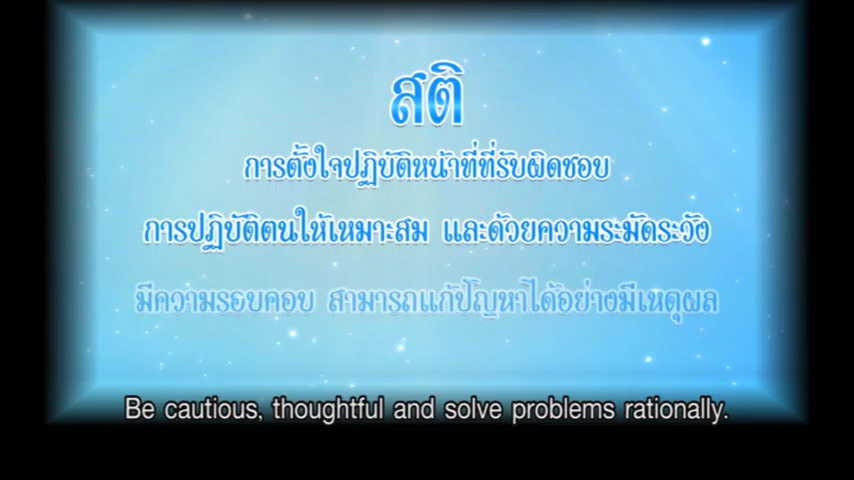 สติ
การตั้งใจปฏิบัติหน้าที่ที่รับผิดชอบ
การปฏิบัติตนให้เหมาะสม และด้วยความระมัดระวัง
มีความรอบคอบ สามารถแก้ปัญหาได้อย่างมีเหตุผล
Be cautious, thoughtful and solve problems rationally.